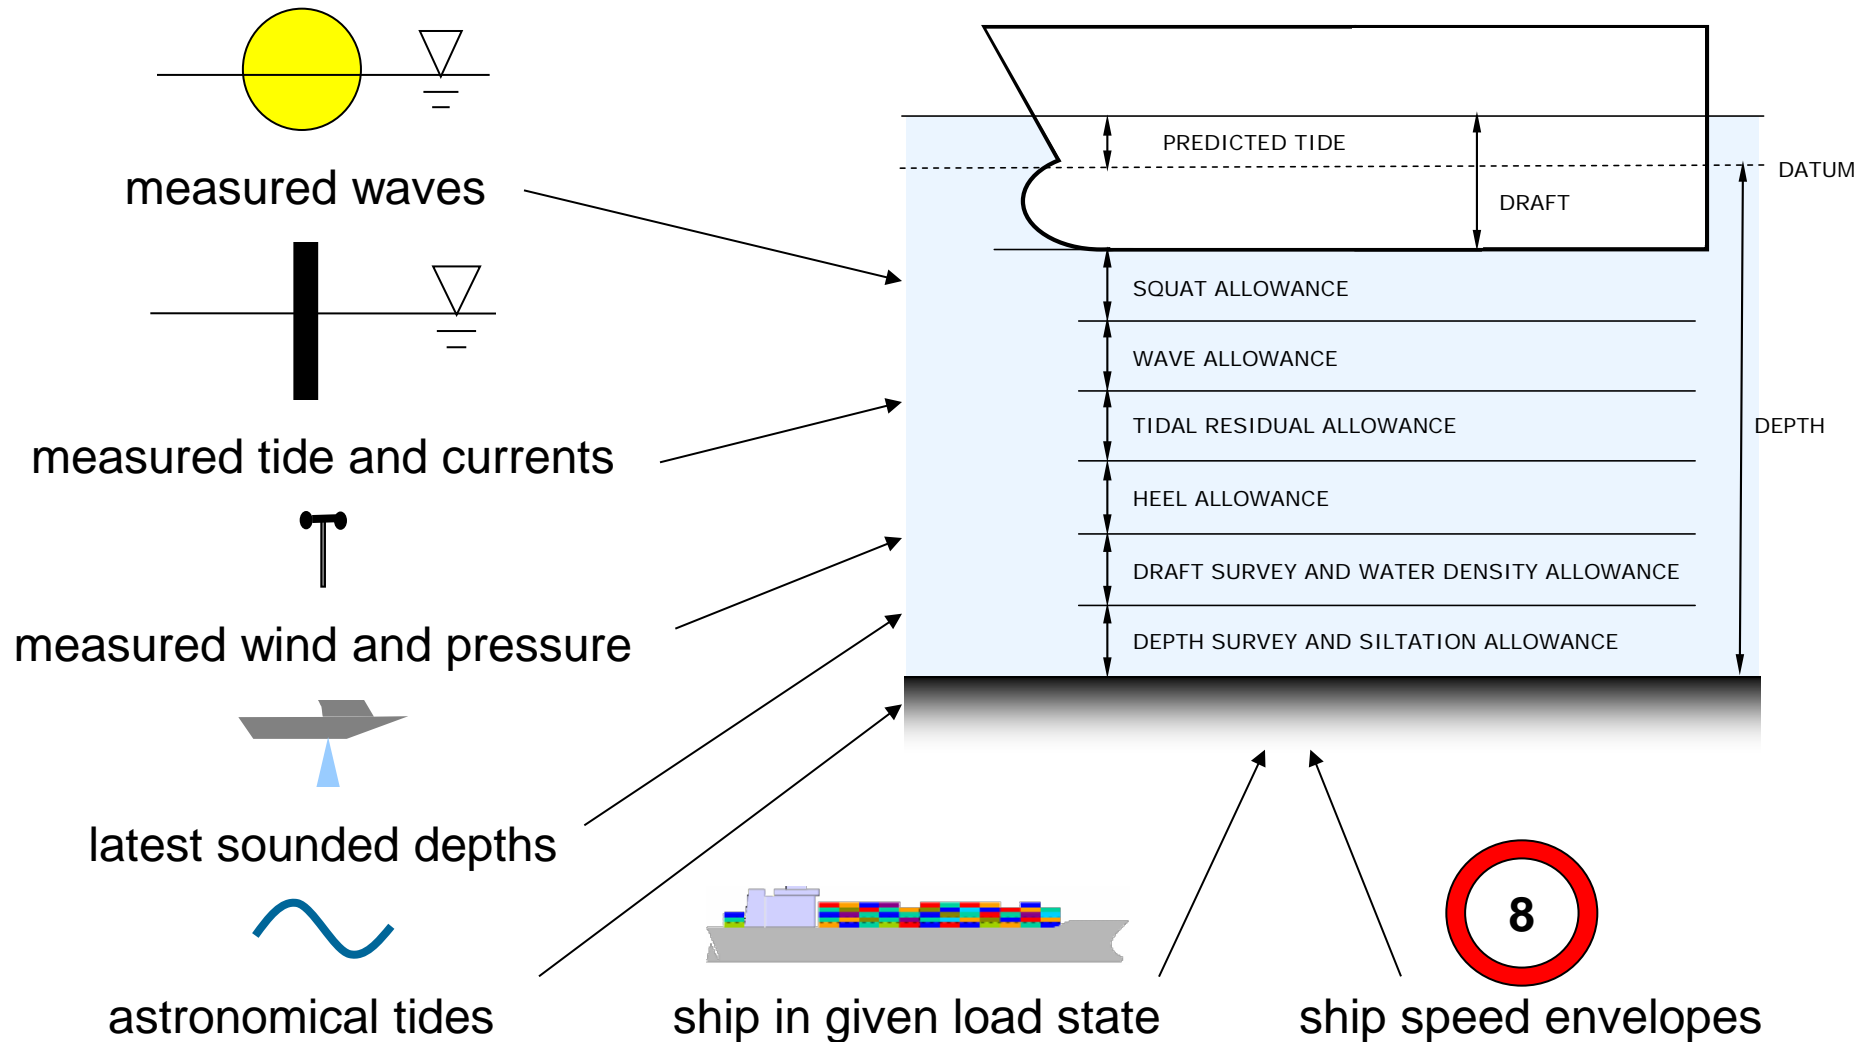 measured waves
measured tide and currents
measured wind and pressure
latest sounded depths
astronomical tides
ship in given load state
8
ship speed envelopes
PREDICTED TIDE
DATUM
DRAFT
SQUAT ALLOWANCE
WAVE ALLOWANCE
TIDAL RESIDUAL ALLOWANCE
DEPTH
HEEL ALLOWANCE
DRAFT SURVEY AND WATER DENSITY ALLOWANCE
DEPTH SURVEY AND SILTATION ALLOWANCE